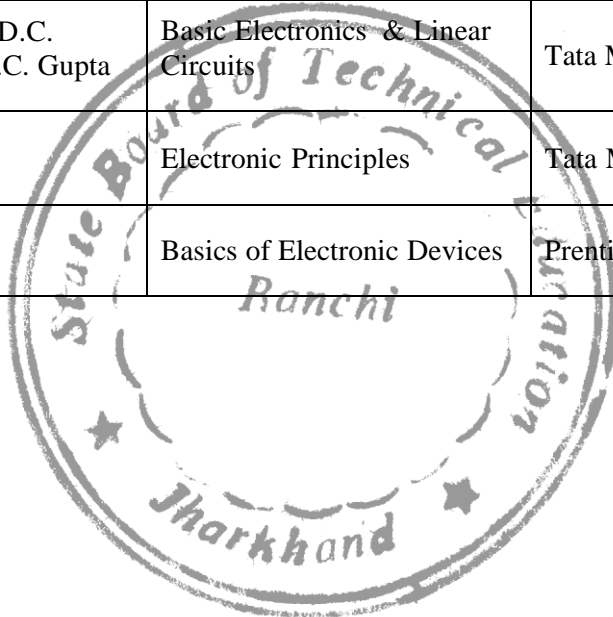 D.C.
.C. Gupta
Basic Electronics & Linear
Circuits
Tata M
Electronic Principles
Tata M
Basics of Electronic Devices
Prenti
State Board of Technical Education
Ranchi
Jharkhand